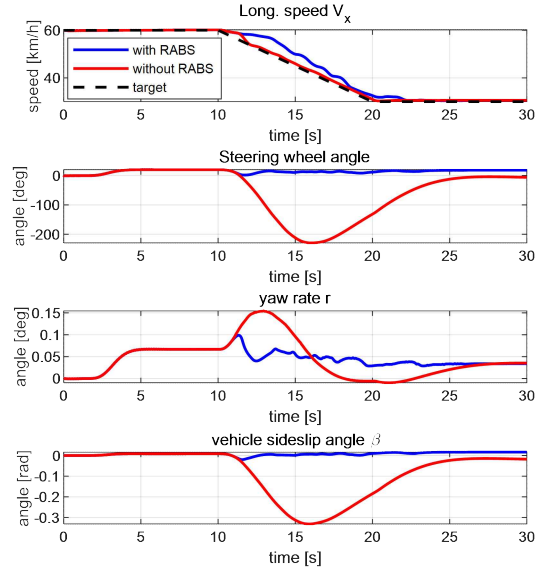 Long. speed V_x
speed [km/h]
60
40
with RABS
without RABS
target
0 5 10 15 20 25 30
time [s]
Steering wheel angle
angle [deg]
0
-100
-200
0 5 10 15 20 25 30
time [s]
yaw rate r
angle [deg]
0.15
0.1
0.05
0
0 5 10 15 20 25 30
time [s]
vehicle sideslip angle β
angle [rad]
0
-0.1
-0.2
-0.3
0 5 10 15 20 25 30
time [s]